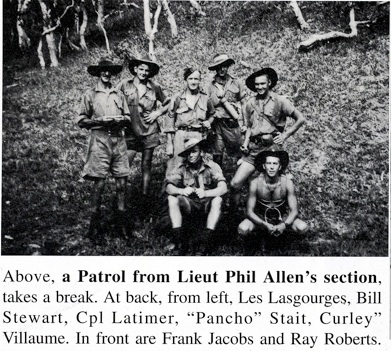 Above, a Patrol from Lieut Phil Allen's section,
takes a break. At back, from left, Les Lasgourges, Bill
Stewart, Cpl Latimer, “Pancho” Stait, Curley”
Villaume. In front are Frank Jacobs and Ray Roberts.